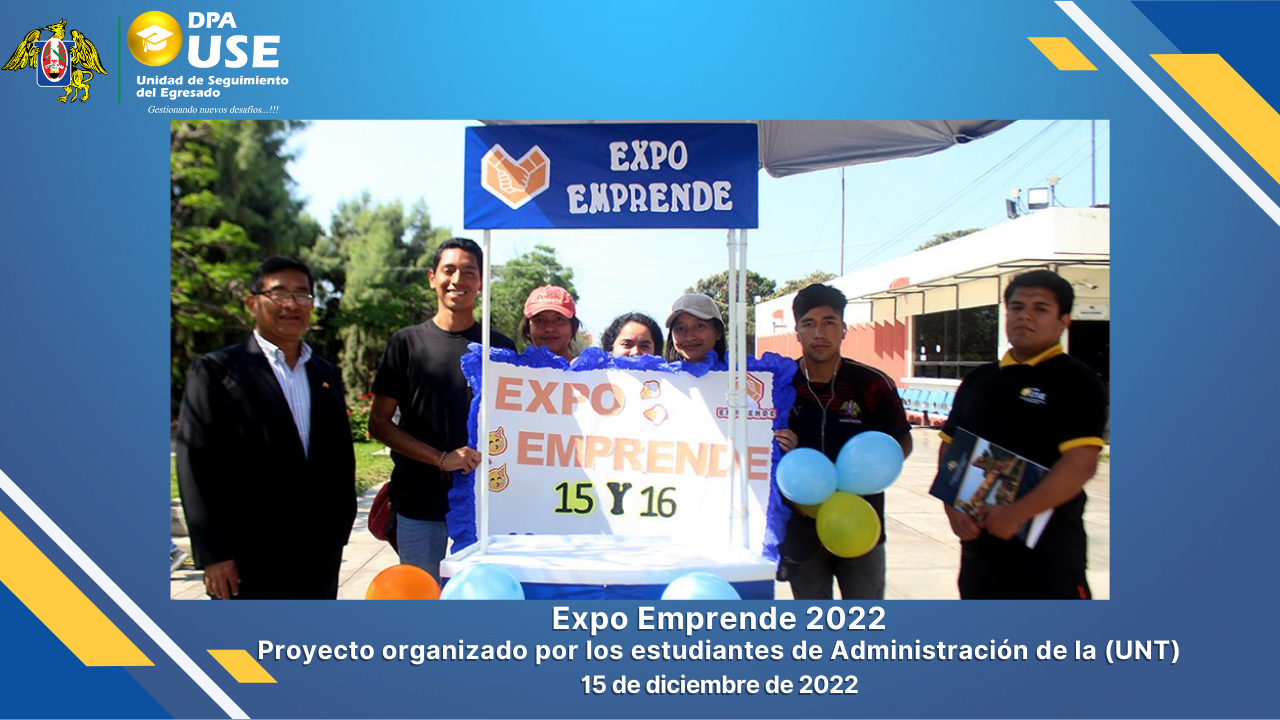 DPA
USE
Unidad de Seguimiento
del Egresado
Gestionando nuevos desafíos...!!!
EXPO
EMPRENDE
EXPO
EMPRENDE
15 Y 16
Expo Emprende 2022
Proyecto organizado por los estudiantes de Administración de la (UNT)
15 de diciembre de 2022